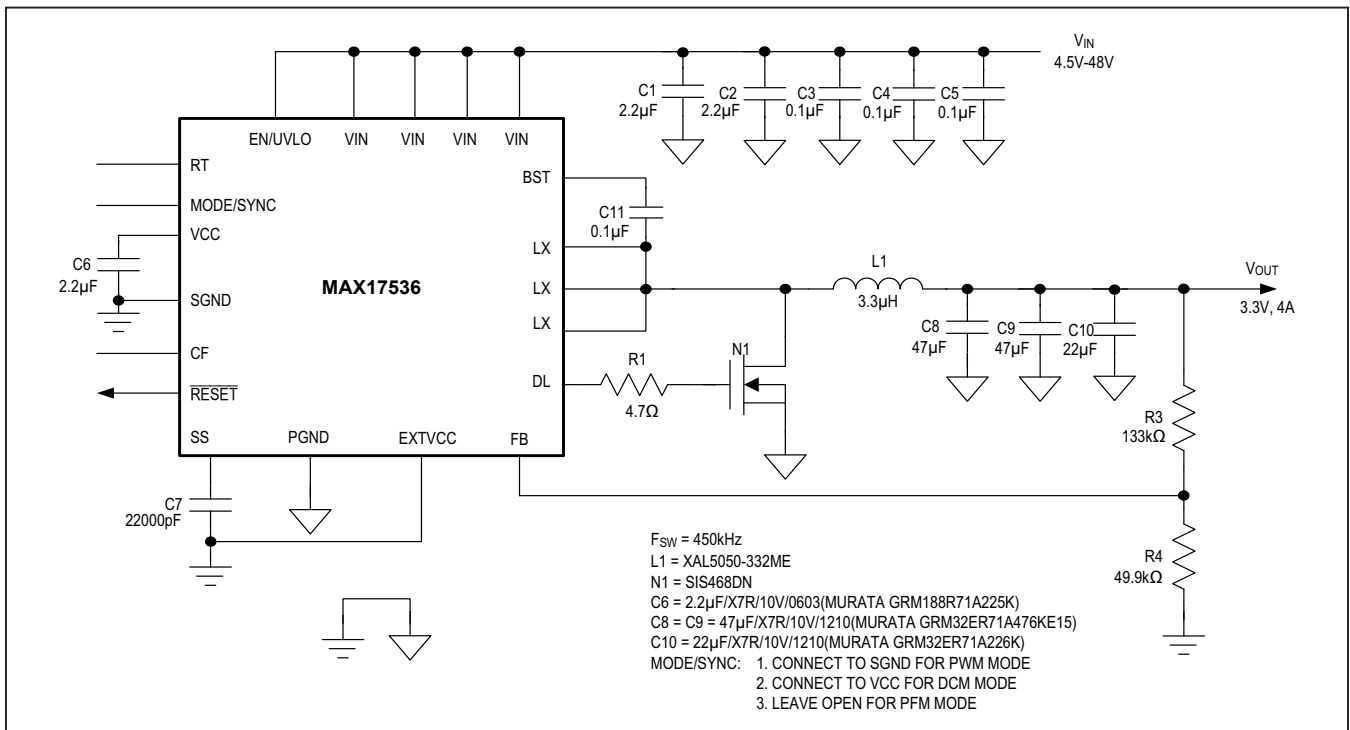 VIN
4.5V-48V
C1
2.2µF
C2
2.2µF
C3
0.1µF
C4
0.1µF
C5
0.1µF
EN/UVLO
VIN
VIN
VIN
VIN
RT
MODE/SYNC
VCC
C6
2.2µF
SGND
CF
RESET
SS
PGND
EXTVCC
FB
MAX17536
BST
LX
LX
LX
DL
C11
0.1µF
R1
4.7Ω
N1
L1
3.3µH
C8
47µF
C9
47µF
C10
22µF
VOUT
3.3V, 4A
R3
133kΩ
R4
49.9kΩ
C7
22000pF
FSW = 450kHz
L1 = XAL5050-332ME
N1 = SIS468DN
C6 = 2.2µF/X7R/10V/0603(MURATA GRM188R71A225K)
C8 = C9 = 47µF/X7R/10V/1210(MURATA GRM32ER71A476KE15)
C10 = 22µF/X7R/10V/1210(MURATA GRM32ER71A226K)
MODE/SYNC: 1. CONNECT TO SGND FOR PWM MODE
2. CONNECT TO VCC FOR DCM MODE
3. LEAVE OPEN FOR PFM MODE